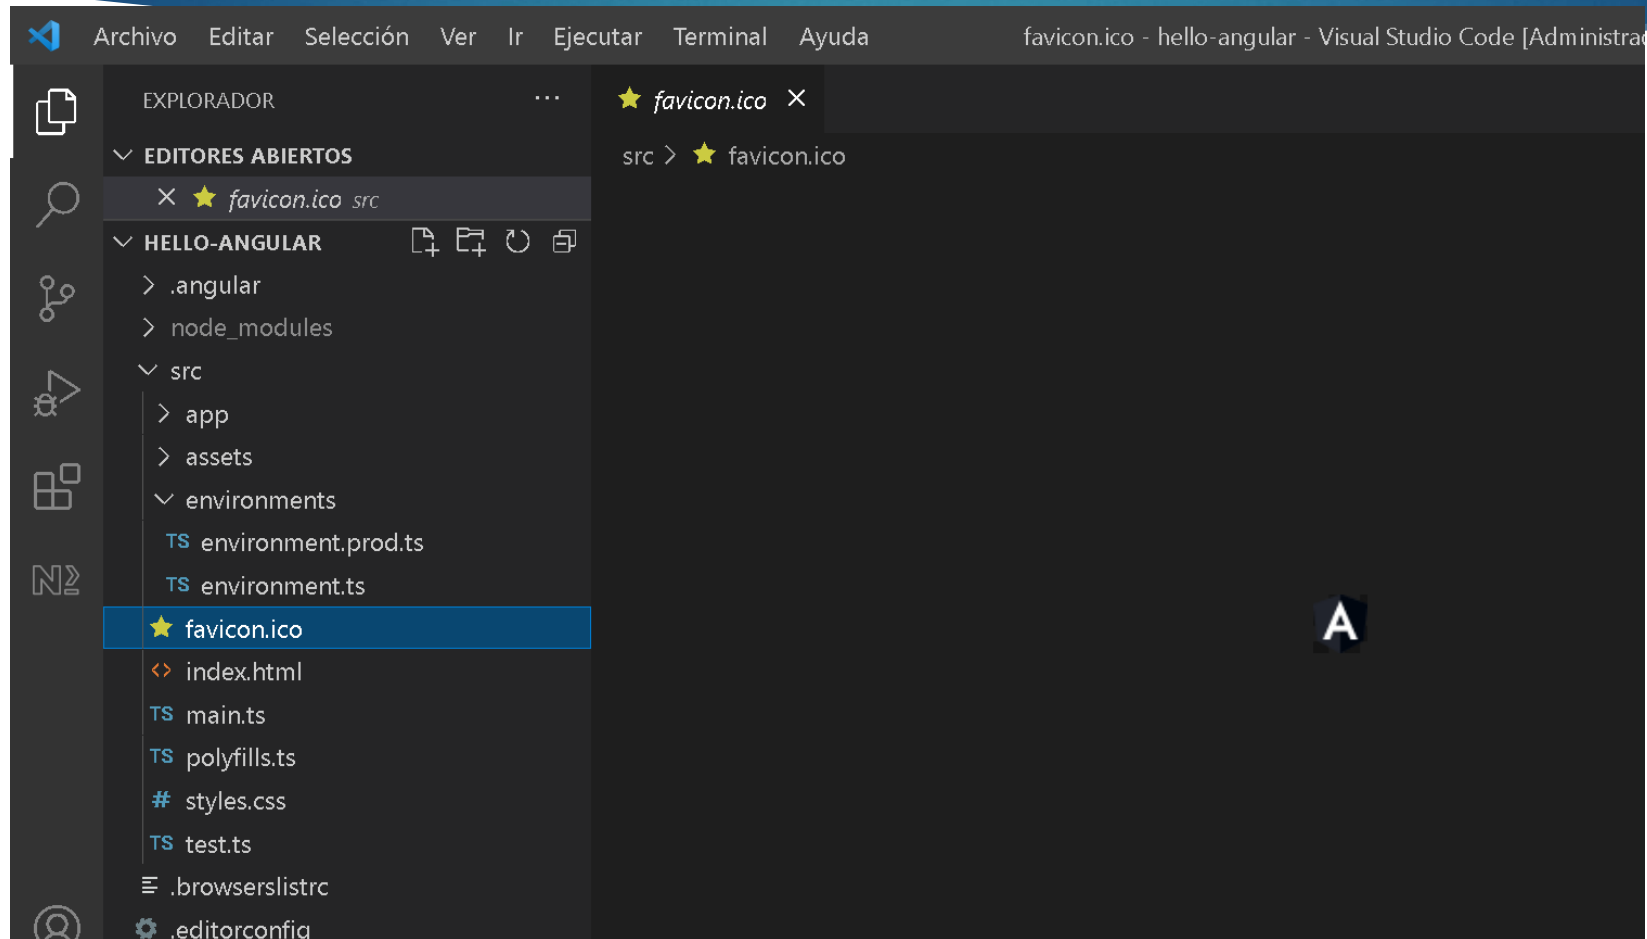 Archivo Editar Selección Ver Ir Ejecutar Terminal Ayuda favicon.ico - hello-angular - Visual Studio Code [Administra
EXPLORADOR ···
favicon.ico
EDITORES ABIERTOS
src > favicon.ico
favicon.ico src
HELLO-ANGULAR
.angular
node_modules
src
app
assets
environments
TS environment.prod.ts
TS environment.ts
favicon.ico
A
<> index.html
TS main.ts
TS polyfills.ts
# styles.css
TS test.ts
.browserslistrc
.editorconfig